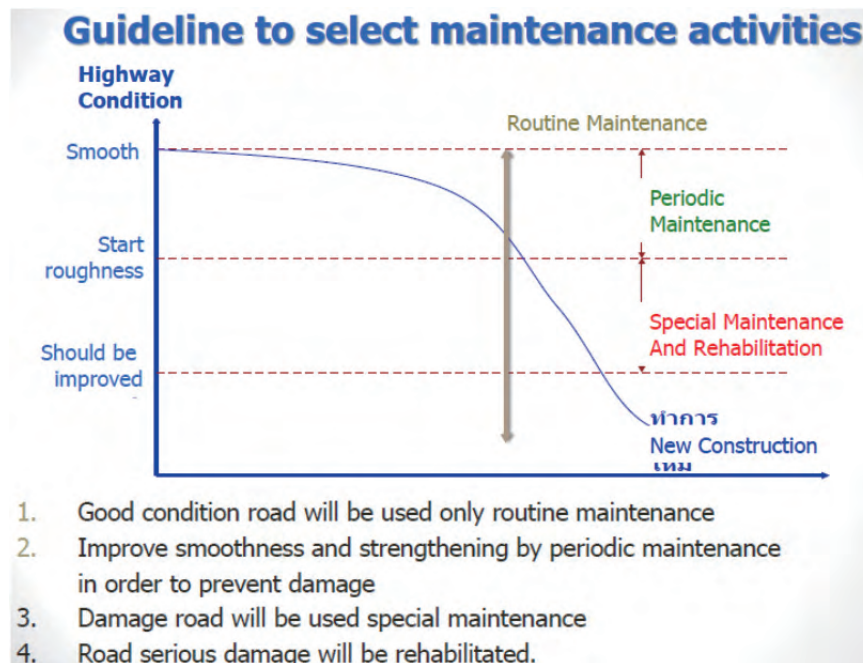 Guideline to select maintenance activities
Highway
Condition
Routine Maintenance
Smooth
Periodic
Maintenance
Start
roughness
Special Maintenance
And Rehabilitation
Should be
improved
ทำการ
New Construction
1. Good condition road will be used only routine maintenance
2. Improve smoothness and strengthening by periodic maintenance
in order to prevent damage
3. Damage road will be used special maintenance
4. Road serious damage will be rehabilitated.